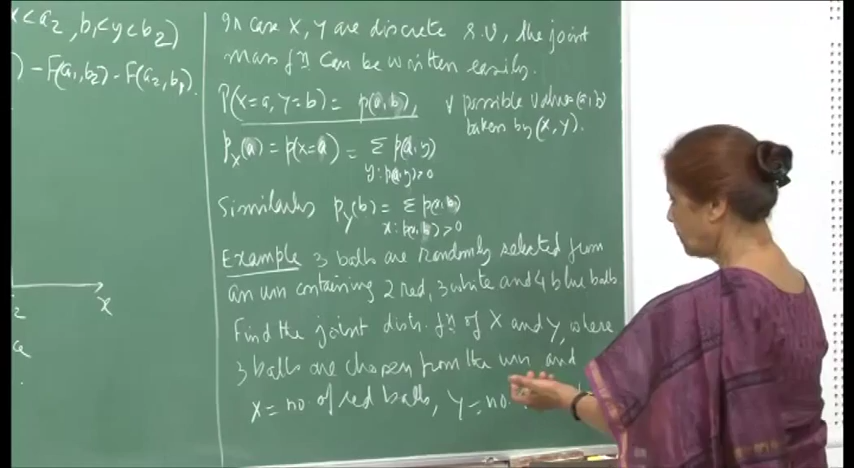 x < a2, b1 < y < b2)
) - F(a1, b2) - F(a2, b1).
X
2
a
In case X, Y are discrete r.v, the joint
mass fn can be written easily.
P(X=a, Y=b) = p(a,b), ∀ possible values (a,b)
taken by (X, Y).
pX(a) = p(X=a) = Σ p(a,y)
y: p(a,y)>0
Similarly pY(b) = Σ p(x,b)
x: p(x,b)>0
Example 3 balls are randomly selected from
an urn containing 2 red, 3 white and 4 blue balls
Find the joint distr. fn of X and Y, where
3 balls are chosen from the urn and
X = no. of red balls, Y = no.